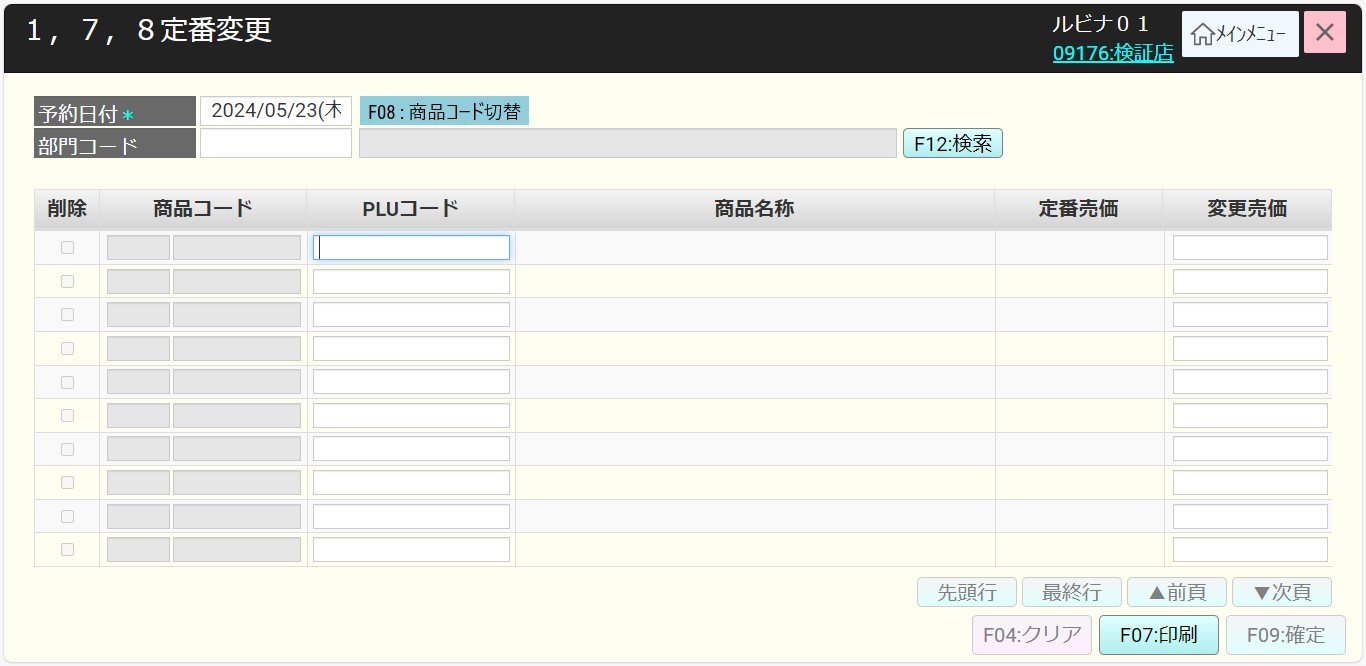 １，７，８定番変更
ルビナ０１
09176:検証店
メインメニュー
予約日付＊ 2024/05/23(木 F08 : 商品コード切替
部門コード F12:検索
削除 商品コード PLUコード 商品名称 定番売価 変更売価
先頭行 最終行 ▲前頁 ▼次頁
F04:クリア F07:印刷 F09:確定